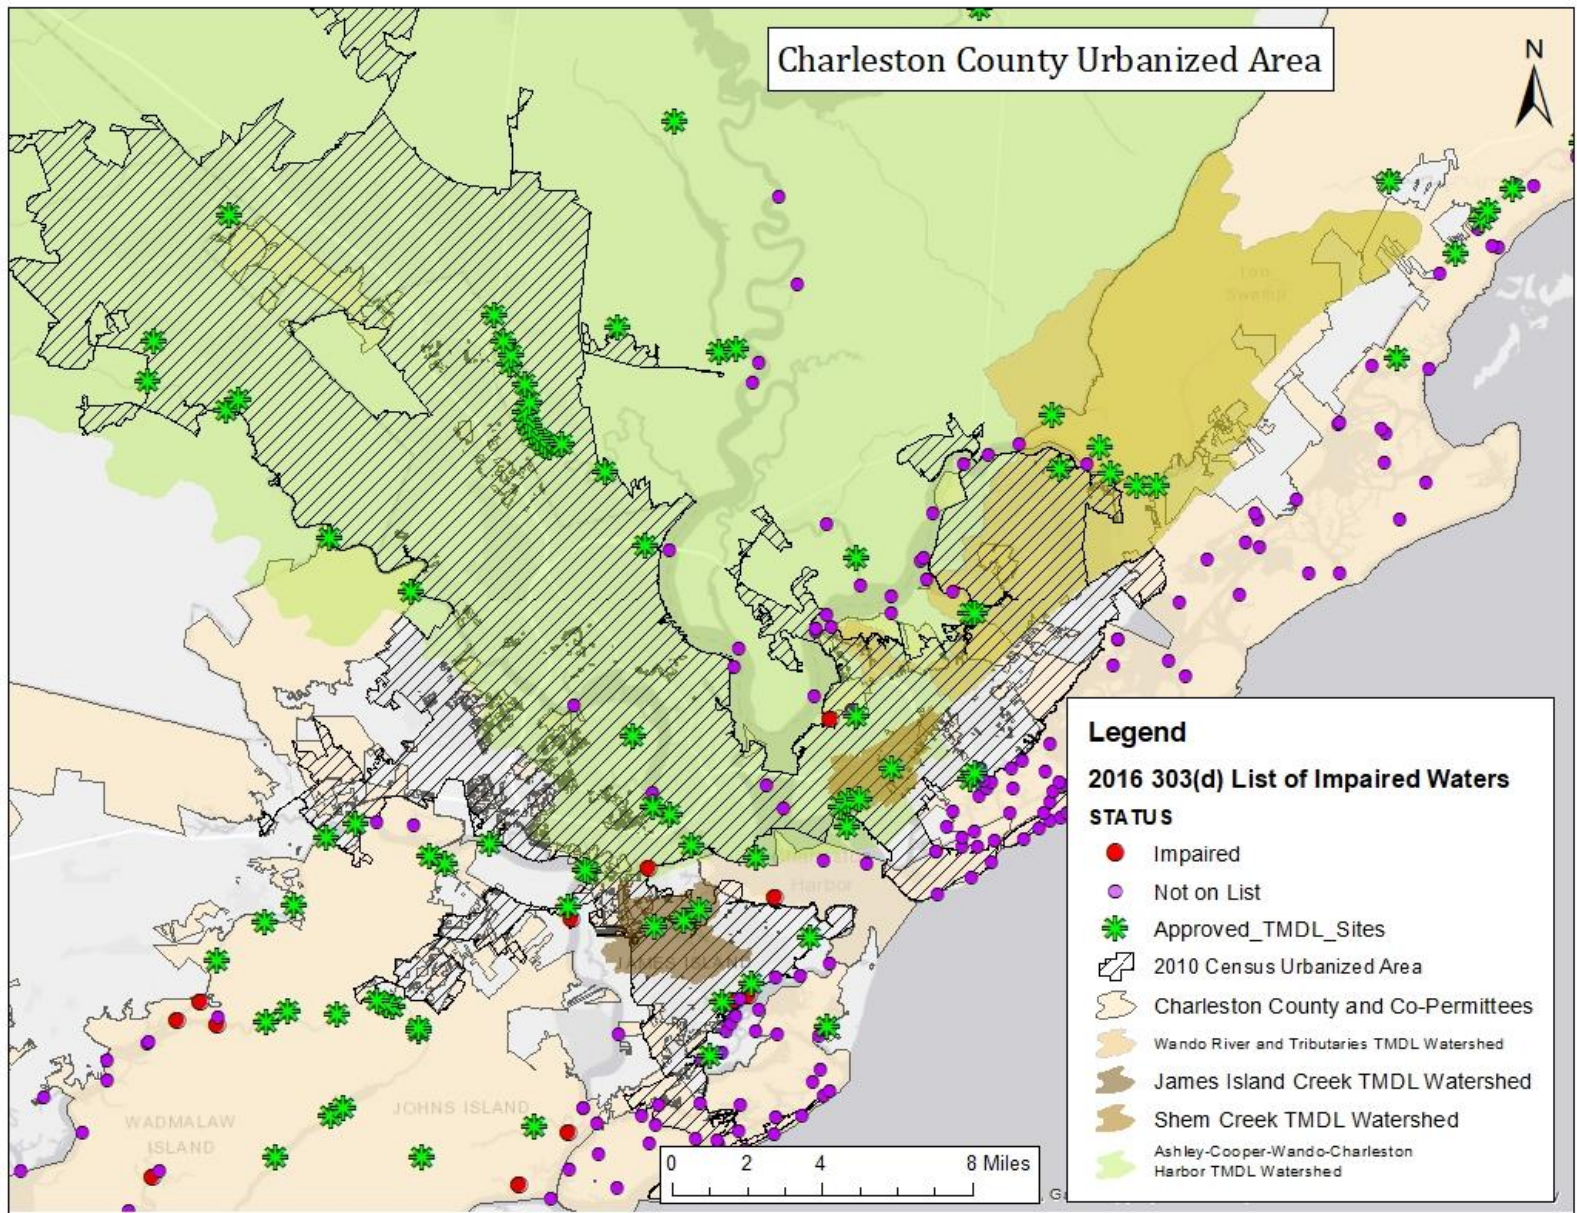 Charleston County Urbanized Area
N
Harbor
JAMES ISLAND
WADMALAW
ISLAND
JOHNS ISLAND
Legend
2016 303(d) List of Impaired Waters
STATUS
Impaired
Not on List
Approved_TMDL_Sites
2010 Census Urbanized Area
Charleston County and Co-Permittees
Wando River and Tributaries TMDL Watershed
James Island Creek TMDL Watershed
Shem Creek TMDL Watershed
Ashley-Cooper-Wando-Charleston
Harbor TMDL Watershed
0 2 4 8 Miles